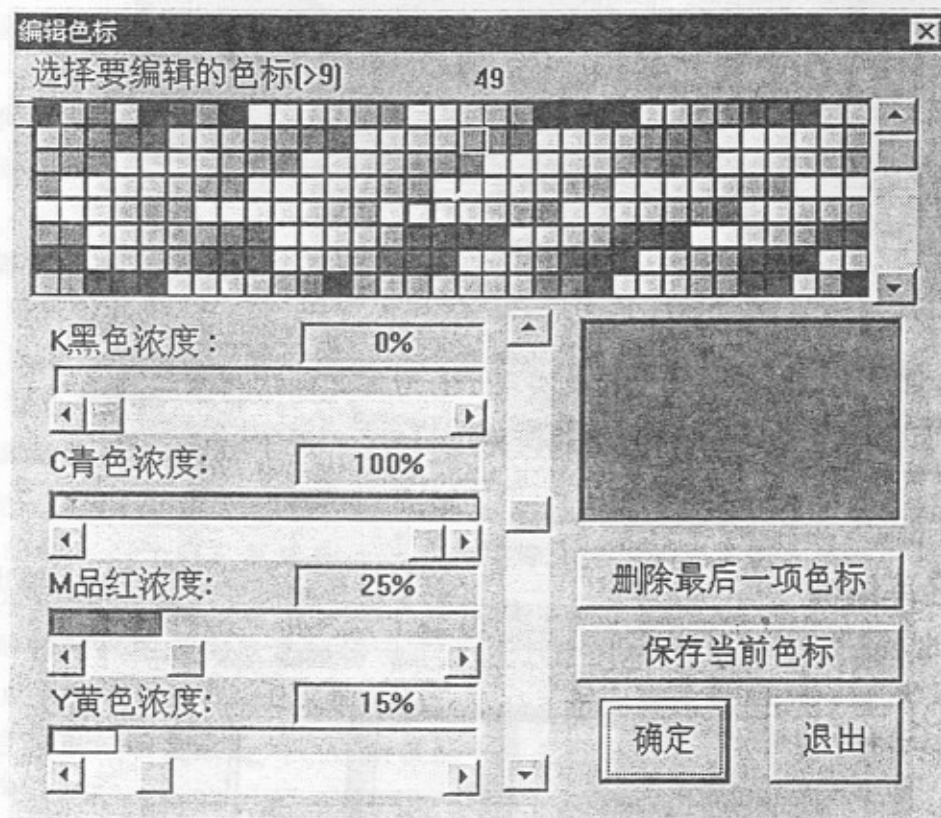 编辑色标
选择要编辑的色标(>9) 49
K黑色浓度: 0%
C青色浓度: 100%
M品红浓度: 25%
Y黄色浓度: 15%
删除最后一项色标
保存当前色标
确定 退出